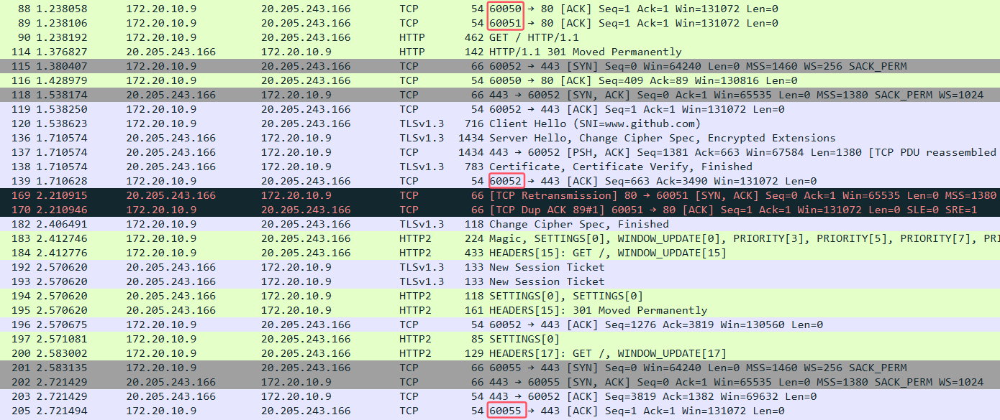 88 1.238058 172.20.10.9 20.205.243.166 TCP 54 60050 → 80 [ACK] Seq=1 Ack=1 Win=131072 Len=0
89 1.238106 172.20.10.9 20.205.243.166 TCP 54 60051 → 80 [ACK] Seq=1 Ack=1 Win=131072 Len=0
90 1.238192 172.20.10.9 20.205.243.166 HTTP 462 GET / HTTP/1.1
114 1.376827 20.205.243.166 172.20.10.9 HTTP 142 HTTP/1.1 301 Moved Permanently
115 1.380407 172.20.10.9 20.205.243.166 TCP 66 60052 → 443 [SYN] Seq=0 Win=64240 Len=0 MSS=1460 WS=256 SACK_PERM
116 1.428979 172.20.10.9 20.205.243.166 TCP 54 60050 → 80 [ACK] Seq=409 Ack=89 Win=130816 Len=0
118 1.538174 20.205.243.166 172.20.10.9 TCP 66 443 → 60052 [SYN, ACK] Seq=0 Ack=1 Win=65535 Len=0 MSS=1380 SACK_PERM WS=1024
119 1.538250 172.20.10.9 20.205.243.166 TCP 54 60052 → 443 [ACK] Seq=1 Ack=1 Win=131072 Len=0
120 1.538623 172.20.10.9 20.205.243.166 TLSv1.3 716 Client Hello (SNI=www.github.com)
136 1.710574 20.205.243.166 172.20.10.9 TLSv1.3 1434 Server Hello, Change Cipher Spec, Encrypted Extensions
137 1.710574 20.205.243.166 172.20.10.9 TCP 1434 443 → 60052 [PSH, ACK] Seq=1381 Ack=663 Win=67584 Len=1380 [TCP PDU reassembled
138 1.710574 20.205.243.166 172.20.10.9 TLSv1.3 783 Certificate, Certificate Verify, Finished
139 1.710628 172.20.10.9 20.205.243.166 TCP 54 60052 → 443 [ACK] Seq=663 Ack=3490 Win=131072 Len=0
169 2.210915 20.205.243.166 172.20.10.9 TCP 66 [TCP Retransmission] 80 → 60051 [SYN, ACK] Seq=0 Ack=1 Win=65535 Len=0 MSS=1380
170 2.210946 172.20.10.9 20.205.243.166 TCP 66 [TCP Dup ACK 89#1] 60051 → 80 [ACK] Seq=1 Ack=1 Win=131072 Len=0 SLE=0 SRE=1
182 2.406491 172.20.10.9 20.205.243.166 TLSv1.3 118 Change Cipher Spec, Finished
183 2.412746 172.20.10.9 20.205.243.166 HTTP2 224 Magic, SETTINGS[0], WINDOW_UPDATE[0], PRIORITY[3], PRIORITY[5], PRIORITY[7], PRI
184 2.412776 172.20.10.9 20.205.243.166 HTTP2 433 HEADERS[15]: GET /, WINDOW_UPDATE[15]
192 2.570620 20.205.243.166 172.20.10.9 TLSv1.3 133 New Session Ticket
193 2.570620 20.205.243.166 172.20.10.9 TLSv1.3 133 New Session Ticket
194 2.570620 20.205.243.166 172.20.10.9 HTTP2 118 SETTINGS[0], SETTINGS[0]
195 2.570620 20.205.243.166 172.20.10.9 HTTP2 161 HEADERS[15]: 301 Moved Permanently
196 2.570675 172.20.10.9 20.205.243.166 TCP 54 60052 → 443 [ACK] Seq=1276 Ack=3819 Win=130560 Len=0
197 2.571081 172.20.10.9 20.205.243.166 HTTP2 85 SETTINGS[0]
200 2.583002 172.20.10.9 20.205.243.166 HTTP2 129 HEADERS[17]: GET /, WINDOW_UPDATE[17]
201 2.583135 172.20.10.9 20.205.243.166 TCP 66 60055 → 443 [SYN] Seq=0 Win=64240 Len=0 MSS=1460 WS=256 SACK_PERM
202 2.721429 20.205.243.166 172.20.10.9 TCP 66 443 → 60055 [SYN, ACK] Seq=0 Ack=1 Win=65535 Len=0 MSS=1380 SACK_PERM WS=1024
203 2.721429 20.205.243.166 172.20.10.9 TCP 54 443 → 60052 [ACK] Seq=3819 Ack=1382 Win=69632 Len=0
205 2.721494 172.20.10.9 20.205.243.166 TCP 54 60055 → 443 [ACK] Seq=1 Ack=1 Win=131072 Len=0